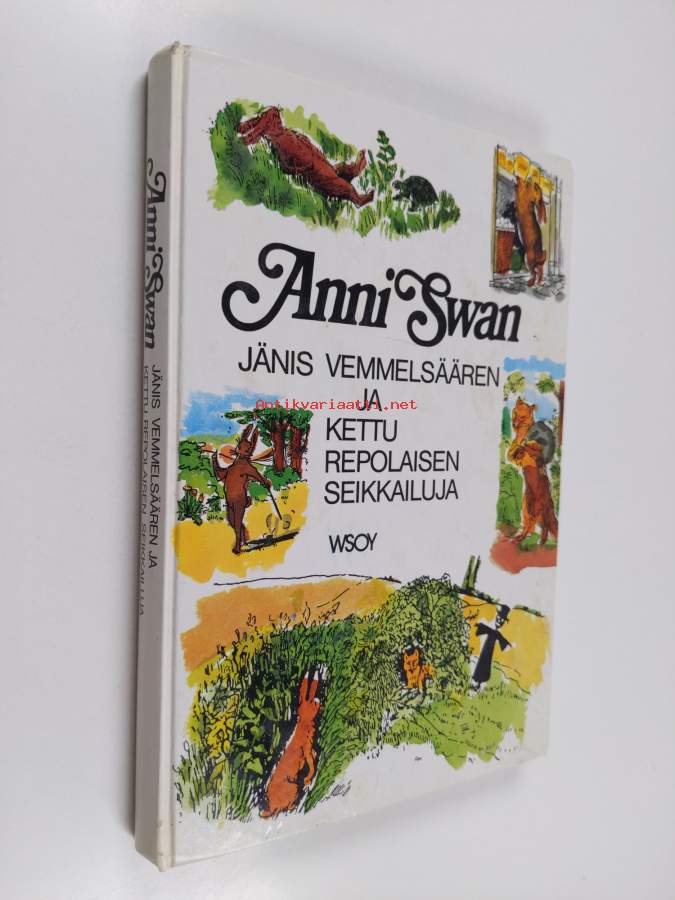 Anni Swan
JÄNIS VEMMELSÄÄREN
JA
KETTU
REPOLAISEN
SEIKKAILUJA
WSOY
Anni Swan
JÄNIS VEMMELSÄÄREN JA
KETTU REPOLAISEN SEIKKAILUJA
Antikvariaatti.net